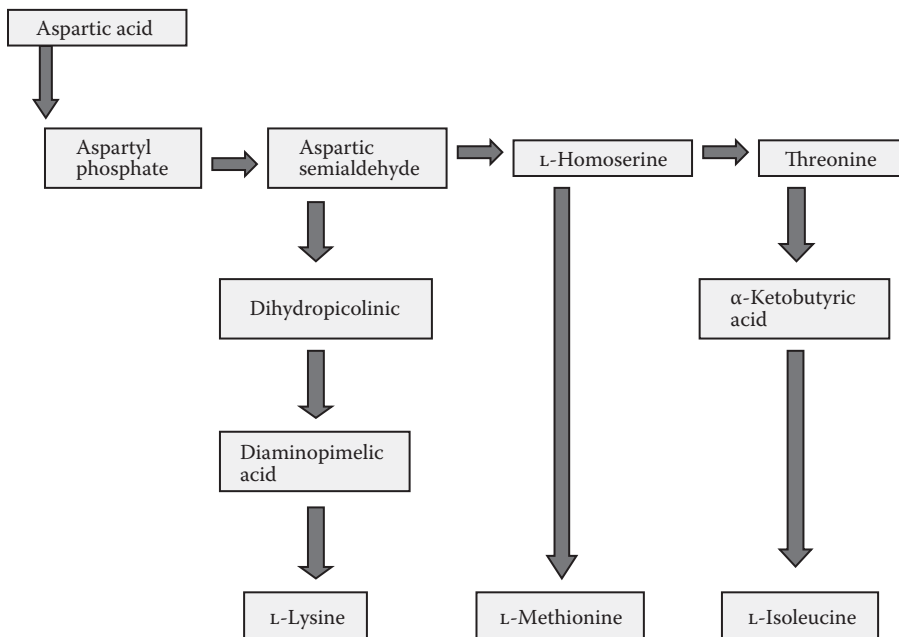 Aspartic acid
Aspartyl
phosphate
Aspartic
semialdehyde
L-Homoserine
Threonine
Dihydropicolinic
α-Ketobutyric
acid
Diaminopimelic
acid
L-Lysine
L-Methionine
L-Isoleucine